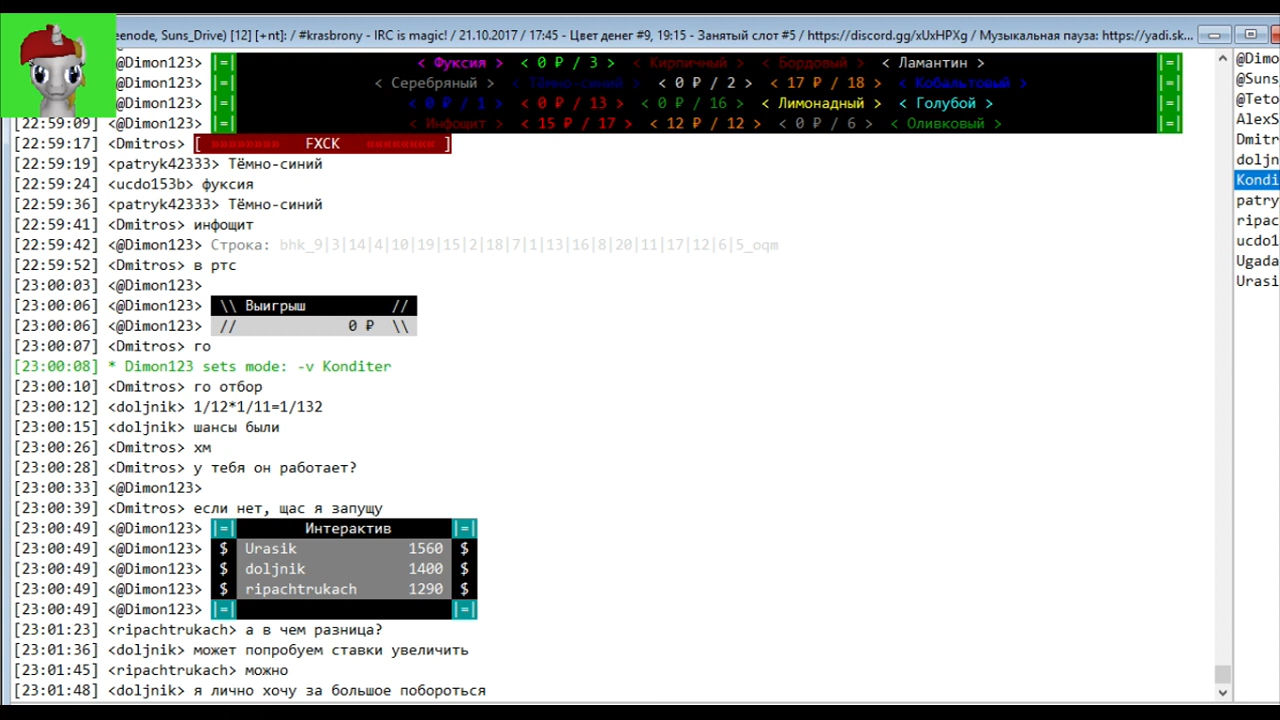 eenode, Suns_Drive) [12] [+nt]: / #krasbrony - IRC is magic! / 21.10.2017 / 17:45 - Цвет денег #9, 19:15 - Занятый слот #5 / https://discord.gg/xUxHPXg / Музыкальная пауза: https://yadi.sk...
<@Dimon123> |=| < Фуксия > < 0 ₽ / 3 > < Кирпичный > < Бордовый > < Ламантин > |=|
<@Dimon123> |=| < Серебряный > < Тёмно-синий > < 0 ₽ / 2 > < 17 ₽ / 18 > < Кобальтовый > |=|
<@Dimon123> |=| < 0 ₽ / 1 > < 0 ₽ / 13 > < 0 ₽ / 16 > < Лимонадный > < Голубой > |=|
[22:59:09] <@Dimon123> |=| < Инфощит > < 15 ₽ / 17 > < 12 ₽ / 12 > < 0 ₽ / 6 > < Оливковый > |=|
[22:59:17] <Dmitros> [ »»»»»»»» FXCK «««««««« ]
[22:59:19] <patryk42333> Тёмно-синий
[22:59:24] <ucdo153b> фуксия
[22:59:36] <patryk42333> Тёмно-синий
[22:59:41] <Dmitros> инфощит
[22:59:42] <@Dimon123> Строка: bhk_9|3|14|4|10|19|15|2|18|7|1|13|16|8|20|11|17|12|6|5_oqm
[22:59:52] <Dmitros> в ртс
[23:00:03] <@Dimon123>
[23:00:06] <@Dimon123> \\ Выигрыш //
[23:00:06] <@Dimon123> // 0 ₽ \\
[23:00:07] <Dmitros> го
[23:00:08] * Dimon123 sets mode: -v Konditer
[23:00:10] <Dmitros> го отбор
[23:00:12] <doljnik> 1/12*1/11=1/132
[23:00:15] <doljnik> шансы были
[23:00:26] <Dmitros> хм
[23:00:28] <Dmitros> у тебя он работает?
[23:00:33] <@Dimon123>
[23:00:39] <Dmitros> если нет, щас я запущу
[23:00:49] <@Dimon123> |=| Интерактив |=|
[23:00:49] <@Dimon123> $ Urasik 1560 $
[23:00:49] <@Dimon123> $ doljnik 1400 $
[23:00:49] <@Dimon123> $ ripachtrukach 1290 $
[23:00:49] <@Dimon123> |=| |=|
[23:01:23] <ripachtrukach> а в чем разница?
[23:01:36] <doljnik> может попробуем ставки увеличить
[23:01:45] <ripachtrukach> можно
[23:01:48] <doljnik> я лично хочу за большое побороться
@Dimo
@Suns
@Teto
AlexS
Dmitr
doljn
Kondi
patry
ripac
ucdo1
Ugada
Urasi